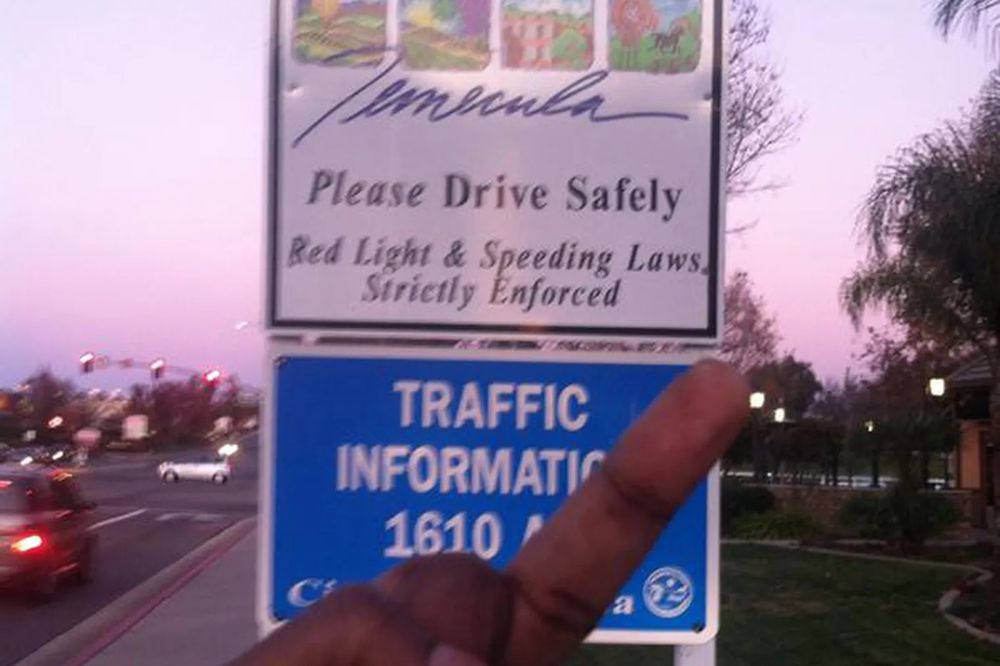 Temecula
Please Drive Safely
Red Light & Speeding Laws
Strictly Enforced
TRAFFIC
1610